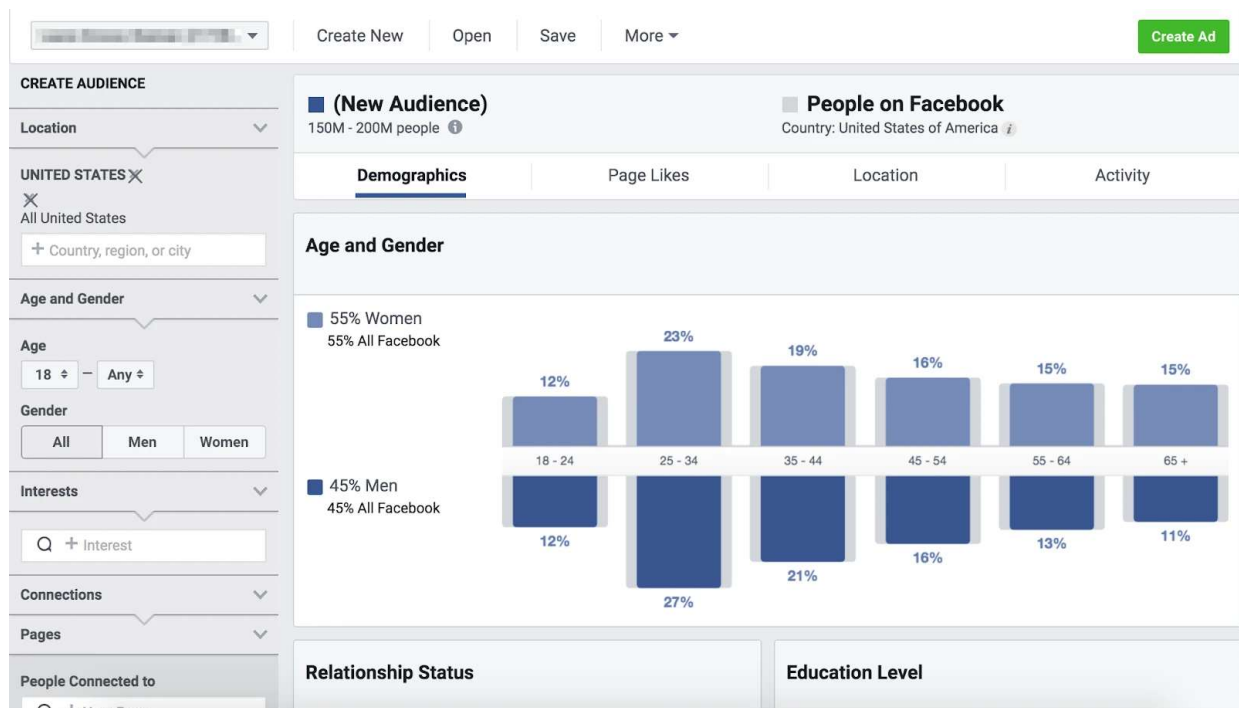 Create New Open Save More
Create Ad
CREATE AUDIENCE
Location
UNITED STATES
All United States
+ Country, region, or city
Age and Gender
Age
18 – Any
Gender
All Men Women
Interests
+ Interest
Connections
Pages
People Connected to
(New Audience)
150M - 200M people
People on Facebook
Country: United States of America
Demographics Page Likes Location Activity
Age and Gender
55% Women
55% All Facebook
12% 23% 19% 16% 15% 15%
18 - 24 25 - 34 35 - 44 45 - 54 55 - 64 65 +
45% Men
45% All Facebook
12% 27% 21% 16% 13% 11%
Relationship Status
Education Level